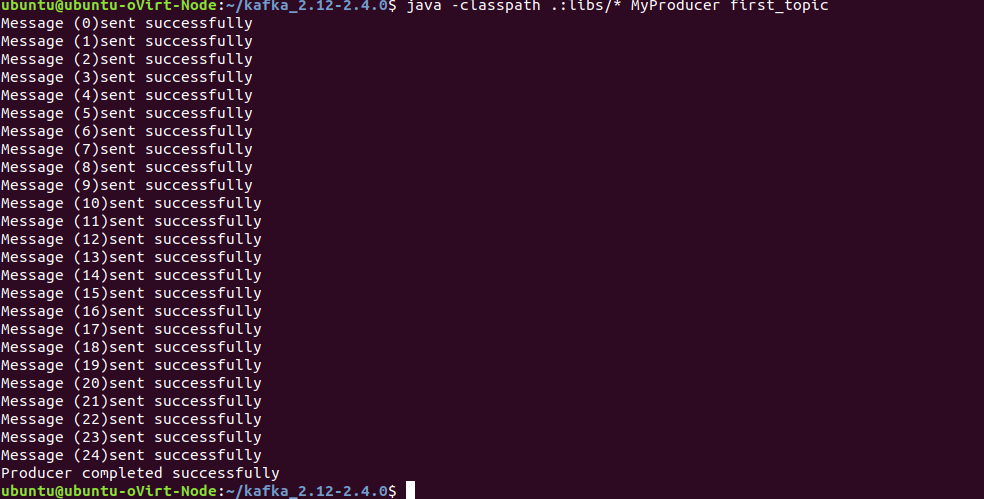 ubuntu@ubuntu-oVirt-Node:~/kafka_2.12-2.4.0$ java -classpath .:libs/* MyProducer first_topic
Message (0)sent successfully
Message (1)sent successfully
Message (2)sent successfully
Message (3)sent successfully
Message (4)sent successfully
Message (5)sent successfully
Message (6)sent successfully
Message (7)sent successfully
Message (8)sent successfully
Message (9)sent successfully
Message (10)sent successfully
Message (11)sent successfully
Message (12)sent successfully
Message (13)sent successfully
Message (14)sent successfully
Message (15)sent successfully
Message (16)sent successfully
Message (17)sent successfully
Message (18)sent successfully
Message (19)sent successfully
Message (20)sent successfully
Message (21)sent successfully
Message (22)sent successfully
Message (23)sent successfully
Message (24)sent successfully
Producer completed successfully
ubuntu@ubuntu-oVirt-Node:~/kafka_2.12-2.4.0$